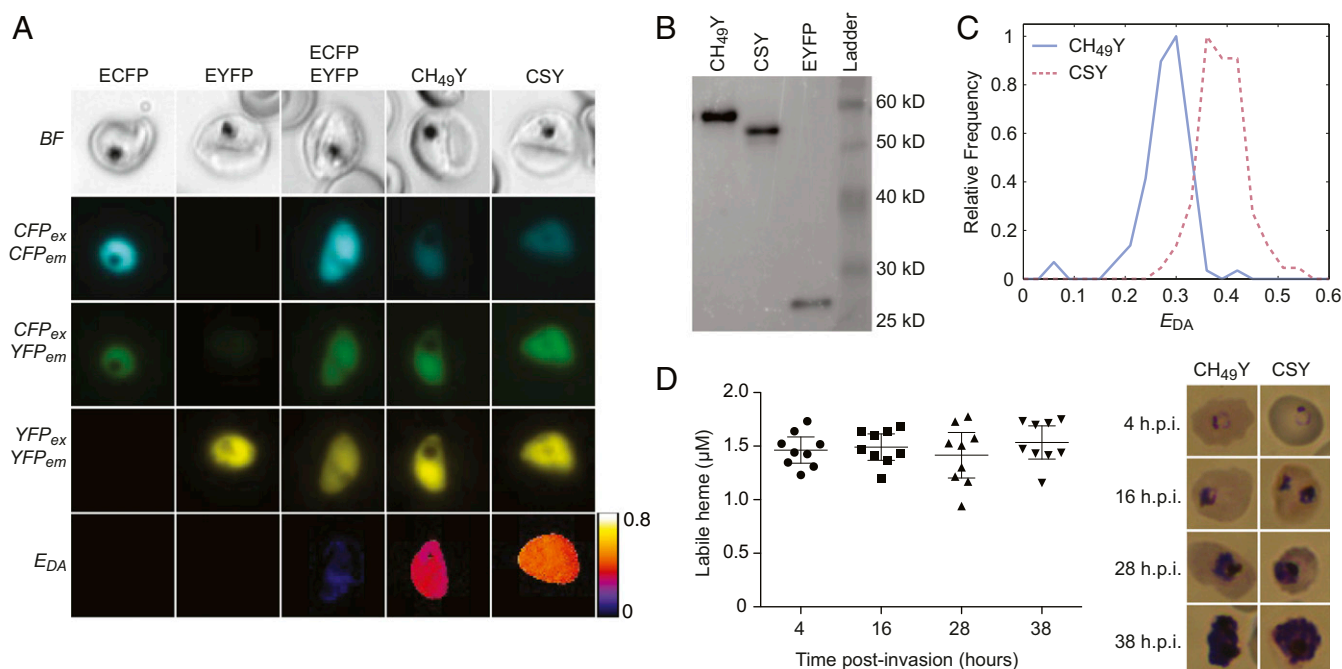 A
ECFP
EYFP
ECFP
EYFP
CH49Y
CSY
BF
CFPex
CFPem
CFPex
YFPem
YFPex
YFPem
EDA
0.8
0
B
CH49Y
CSY
EYFP
Ladder
60 kD
50 kD
40 kD
30 kD
25 kD
C
CH49Y
CSY
Relative Frequency
1
0.8
0.6
0.4
0.2
0
0
0.1
0.2
0.3
0.4
0.5
0.6
EDA
D
Labile heme (µM)
2.0
1.5
1.0
1.5
0
4
16
28
38
Time post-invasion (hours)
CH49Y
CSY
4 h.p.i.
16 h.p.i.
28 h.p.i.
38 h.p.i.